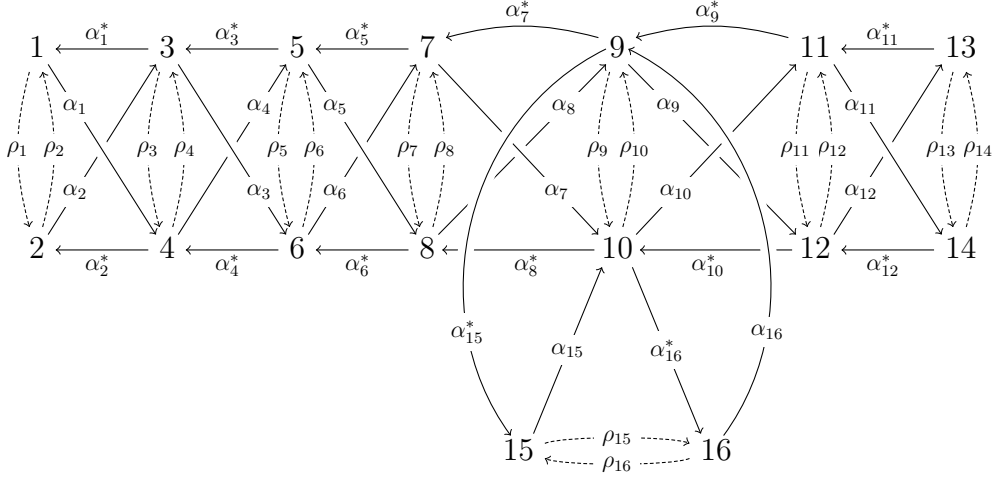 α₇* α₉*
1 α₁* 3 α₃* 5 α₅* 7 9 11 α₁₁* 13
α₁ α₄ α₅ α₈ α₉ α₁₁
ρ₁ ρ₂ ρ₃ ρ₄ ρ₅ ρ₆ ρ₇ ρ₈ ρ₉ ρ₁₀ ρ₁₁ ρ₁₂ ρ₁₃ ρ₁₄
α₂ α₃ α₆ α₇ α₁₀ α₁₂
2 α₂* 4 α₄* 6 α₆* 8 α₈* 10 α₁₀* 12 α₁₂* 14
α₁₅* α₁₅ α₁₆* α₁₆
15 ρ₁₅ 16
ρ₁₆